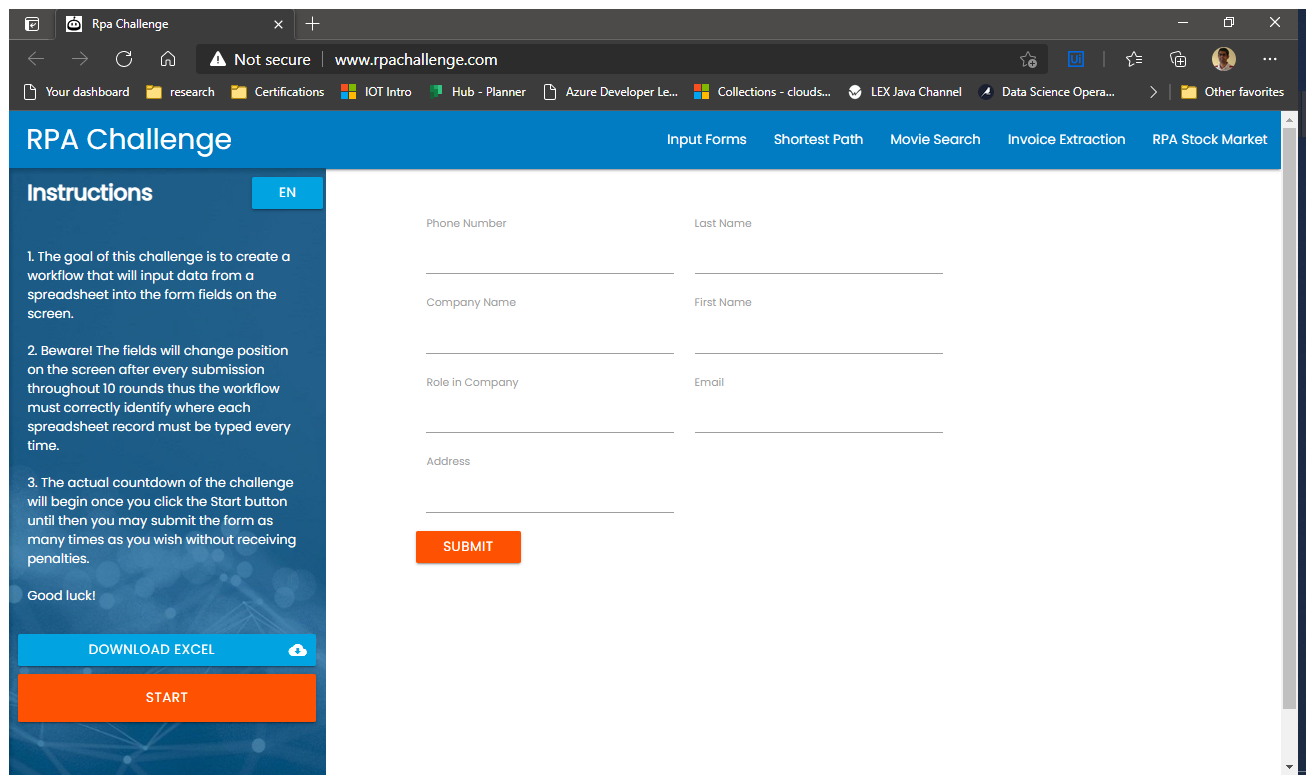 Rpa Challenge
Not secure www.rpachallenge.com
Your dashboard research Certifications IOT Intro Hub - Planner Azure Developer Le... Collections - clouds... LEX Java Channel Data Science Opera... Other favorites
RPA Challenge Input Forms Shortest Path Movie Search Invoice Extraction RPA Stock Market
Instructions EN
1. The goal of this challenge is to create a
workflow that will input data from a
spreadsheet into the form fields on the
screen.
2. Beware! The fields will change position
on the screen after every submission
throughout 10 rounds thus the workflow
must correctly identify where each
spreadsheet record must be typed every
time.
3. The actual countdown of the challenge
will begin once you click the Start button
until then you may submit the form as
many times as you wish without receiving
penalties.
Good luck!
DOWNLOAD EXCEL
START
Phone Number Last Name
Company Name First Name
Role in Company Email
Address
SUBMIT